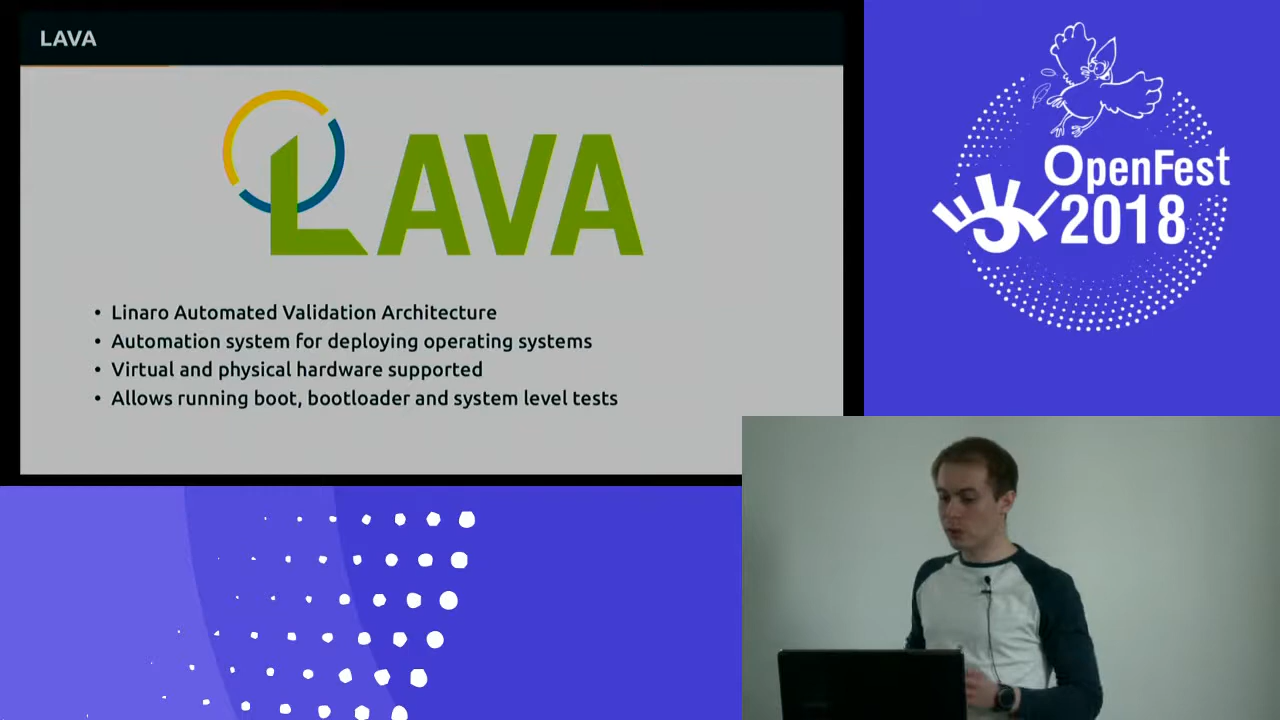 LAVA
LAVA
• Linaro Automated Validation Architecture
• Automation system for deploying operating systems
• Virtual and physical hardware supported
• Allows running boot, bootloader and system level tests
OpenFest
2018